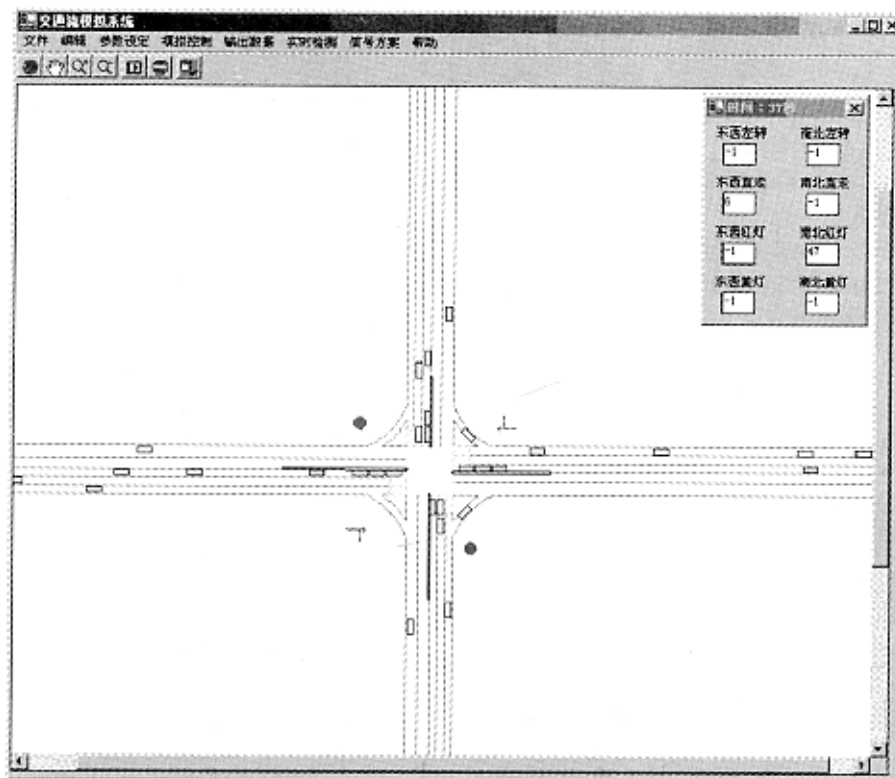 交通流模拟系统
文件 编辑 参数设定 模拟控制 输出数量 实时检测 信号方案 帮助
东西左转 南北左转
-1 -1
东西直 南北直
6 -1
东西红灯 南北红灯
-1 47
东西黄灯 南北黄灯
-1 -1